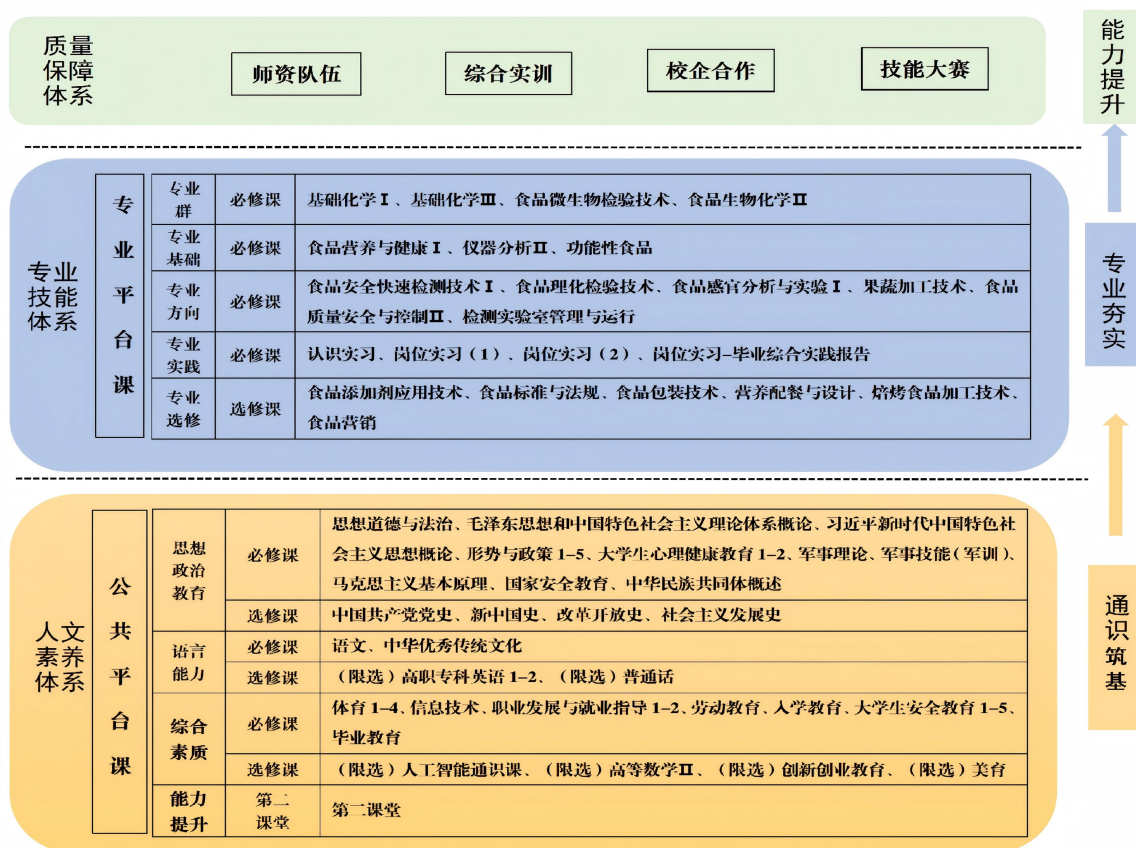 质量
保障
体系
师资队伍
综合实训
校企合作
技能大赛
能力提升
专业
技能
体系
专业平台课
专业
群
必修课
基础化学Ⅰ、基础化学Ⅲ、食品微生物检验技术、食品生物化学Ⅱ
专业
基础
必修课
食品营养与健康Ⅰ、仪器分析Ⅱ、功能性食品
专业
方向
必修课
食品安全快速检测技术Ⅰ、食品理化检验技术、食品感官分析与实验Ⅰ、果蔬加工技术、食品
质量安全与控制Ⅱ、检测实验室管理与运行
专业
实践
必修课
认识实习、岗位实习（1）、岗位实习（2）、岗位实习-毕业综合实践报告
专业
选修
选修课
食品添加剂应用技术、食品标准与法规、食品包装技术、营养配餐与设计、焙烤食品加工技术、
食品营销
专业夯实
人文
素养
体系
公共平台课
思想
政治
教育
必修课
思想道德与法治、毛泽东思想和中国特色社会主义理论体系概论、习近平新时代中国特色社
会主义思想概论、形势与政策1-5、大学生心理健康教育1-2、军事理论、军事技能（军训）、
马克思主义基本原理、国家安全教育、中华民族共同体概述
选修课
中国共产党党史、新中国史、改革开放史、社会主义发展史
语言
能力
必修课
语文、中华优秀传统文化
选修课
（限选）高职专科英语1-2、（限选）普通话
综合
素质
必修课
体育1-4、信息技术、职业发展与就业指导1-2、劳动教育、入学教育、大学生安全教育1-5、
毕业教育
选修课
（限选）人工智能通识课、（限选）高等数学Ⅱ、（限选）创新创业教育、（限选）美育
能力
提升
第二
课堂
第二课堂
通识筑基